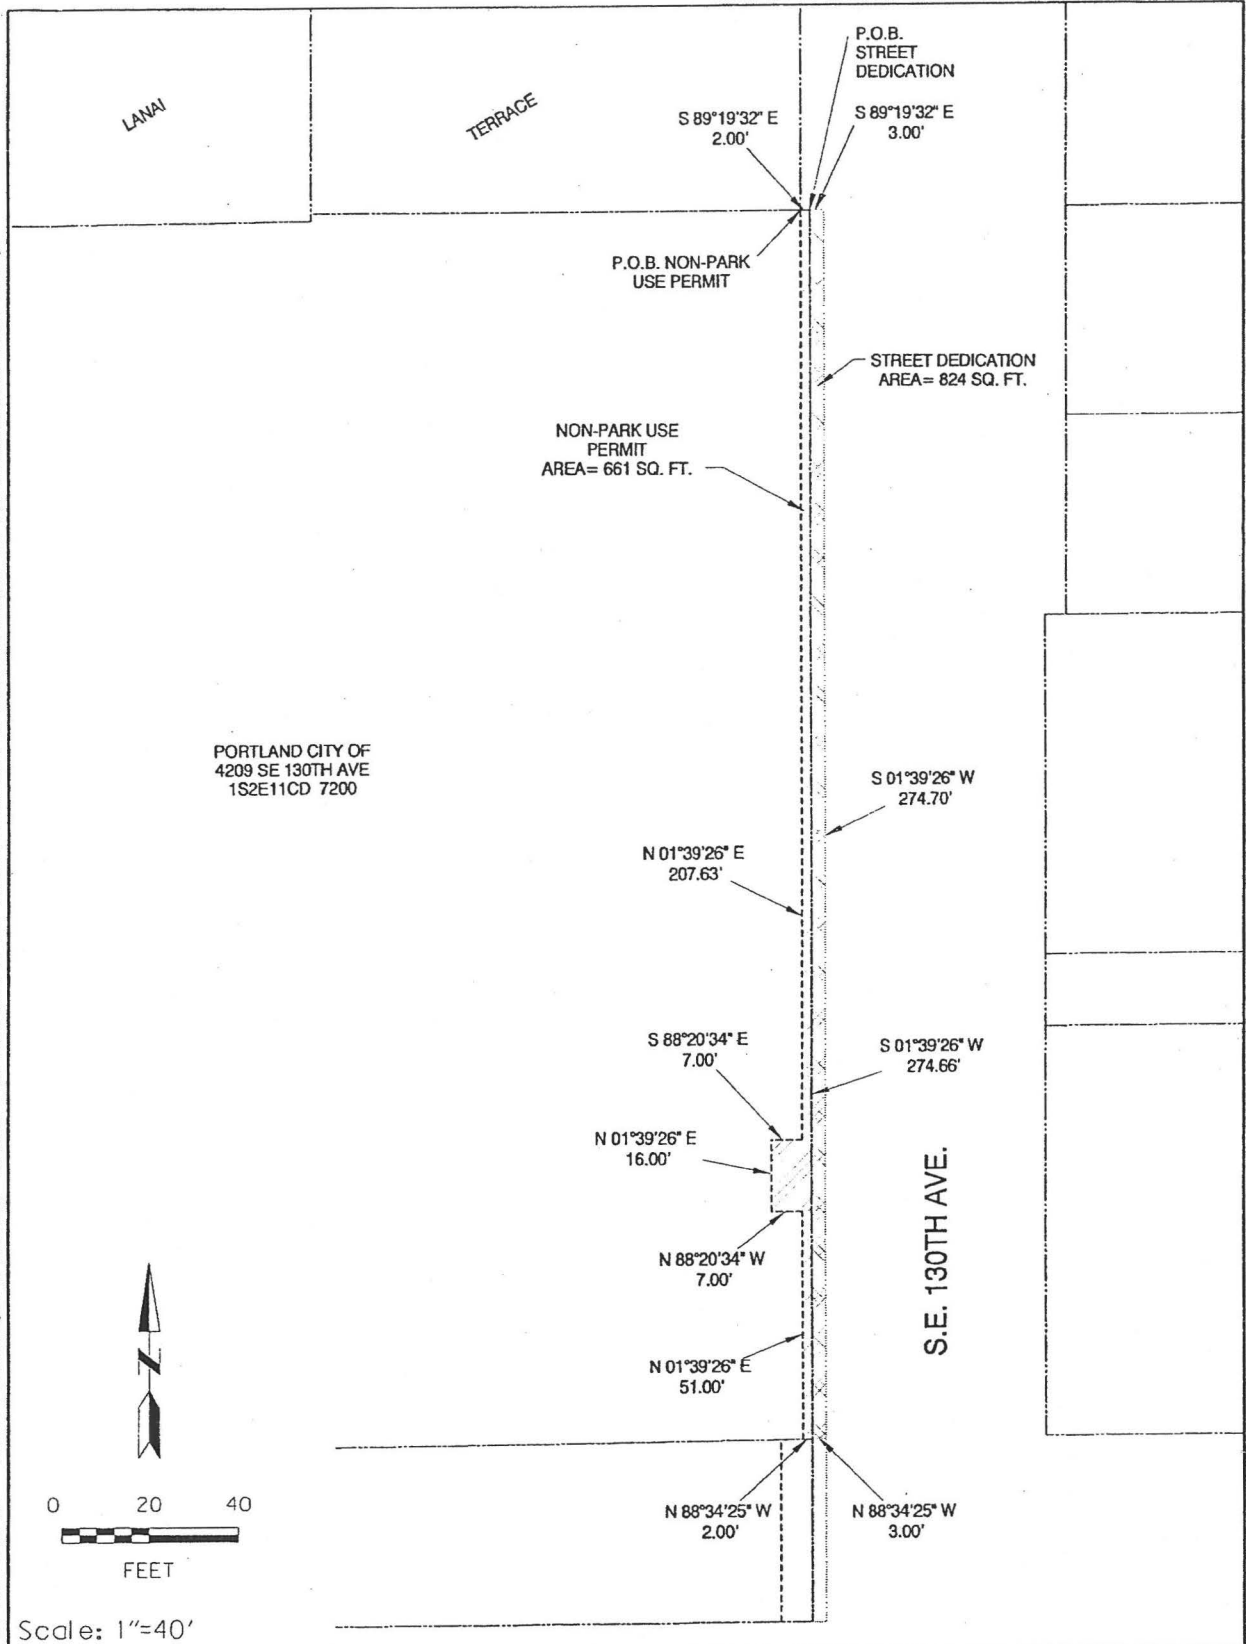 P.O.B.
STREET
DEDICATION
LANAI
TERRACE
S 89°19'32" E
2.00'
S 89°19'32" E
3.00'
P.O.B. NON-PARK
USE PERMIT
STREET DEDICATION
AREA= 824 SQ. FT.
NON-PARK USE
PERMIT
AREA= 661 SQ. FT.
PORTLAND CITY OF
4209 SE 130TH AVE
1S2E11CD 7200
S 01°39'26" W
274.70'
N 01°39'26" E
207.63'
S 88°20'34" E
7.00'
S 01°39'26" W
274.66'
N 01°39'26" E
16.00'
S.E. 130TH AVE.
N 88°20'34" W
7.00'
N
N 01°39'26" E
51.00'
0 20 40
FEET
N 88°34'25" W
2.00'
N 88°34'25" W
3.00'
Scale: 1"=40'